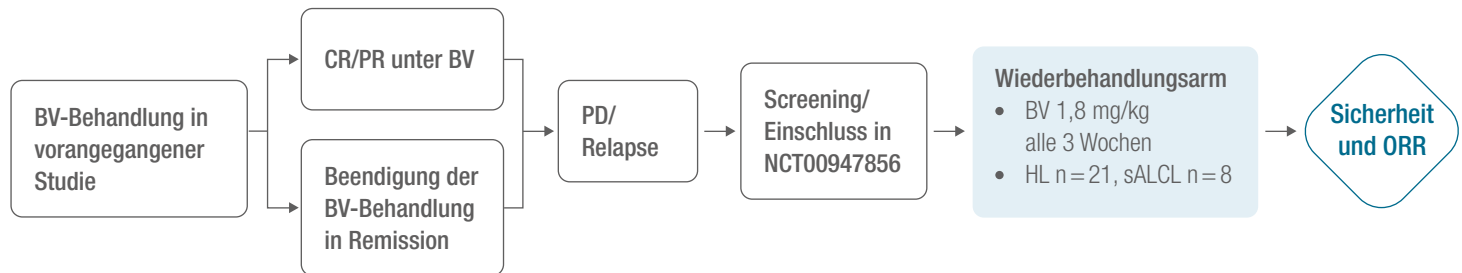 BV-Behandlung in
vorangegangener
Studie
CR/PR unter BV
Beendigung der
BV-Behandlung
in Remission
PD/
Relapse
Screening/
Einschluss in
NCT00947856
Wiederbehandlungsarm
• BV 1,8 mg/kg
alle 3 Wochen
• HL n = 21, sALCL n = 8
Sicherheit
und ORR